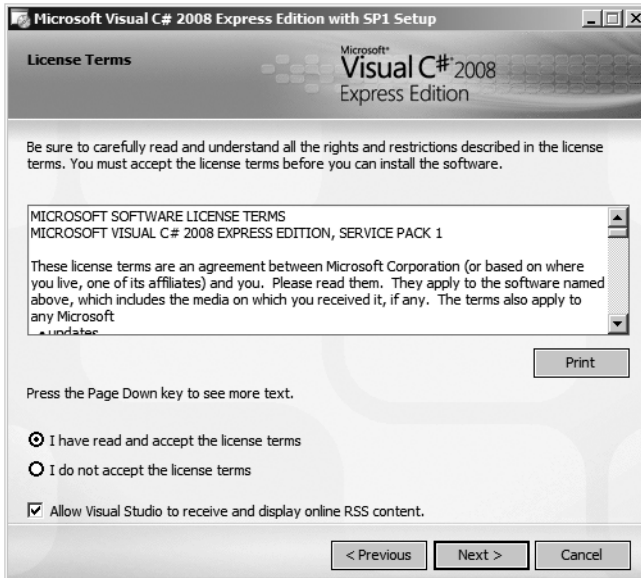 Microsoft Visual C# 2008 Express Edition with SP1 Setup
License Terms
Microsoft®
Visual C# 2008
Express Edition
Be sure to carefully read and understand all the rights and restrictions described in the license
terms. You must accept the license terms before you can install the software.
MICROSOFT SOFTWARE LICENSE TERMS
MICROSOFT VISUAL C# 2008 EXPRESS EDITION, SERVICE PACK 1
These license terms are an agreement between Microsoft Corporation (or based on where
you live, one of its affiliates) and you.  Please read them.  They apply to the software named
above, which includes the media on which you received it, if any.  The terms also apply to
any Microsoft
• updates
Print
Press the Page Down key to see more text.
I have read and accept the license terms
I do not accept the license terms
Allow Visual Studio to receive and display online RSS content.
< Previous
Next >
Cancel